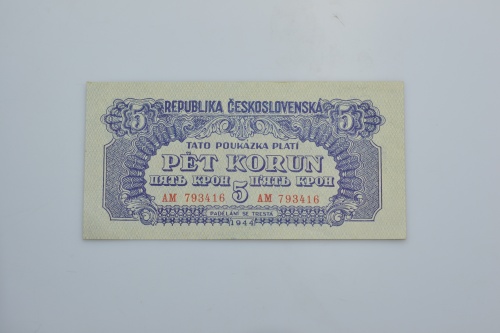 REPUBLIKA ČESKOSLOVENSKÁ
5 5
TATO POUKÁZKA PLATÍ
PĚT KORUN
ПЯТЬ КРОН 5 ПЯТЬ КРОН
AM 793416 AM 793416
PADĚLÁNÍ SE TRESTÁ
1944